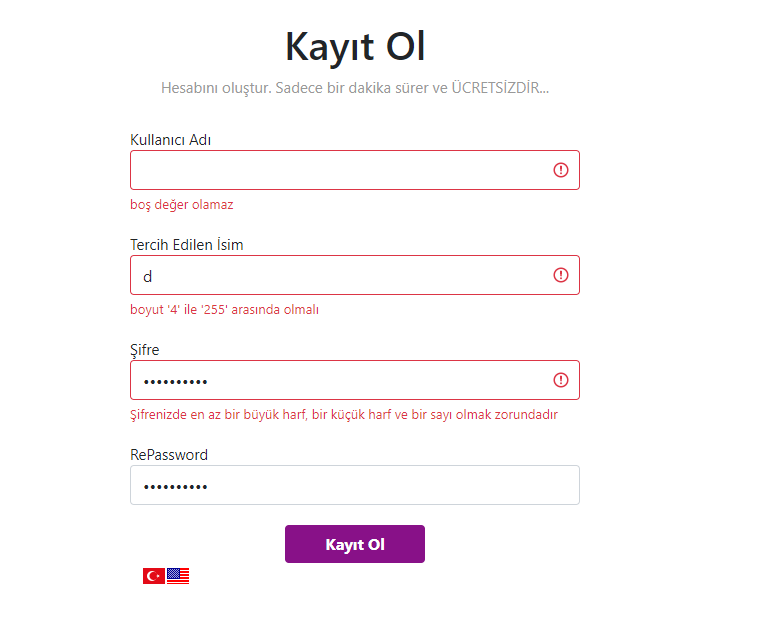 Kayıt Ol
Hesabını oluştur. Sadece bir dakika sürer ve ÜCRETSİZDİR...
Kullanıcı Adı
boş değer olamaz
Tercih Edilen İsim
d
boyut '4' ile '255' arasında olmalı
Şifre
••••••••••
Şifrenizde en az bir büyük harf, bir küçük harf ve bir sayı olmak zorundadır
RePassword
••••••••••
Kayıt Ol